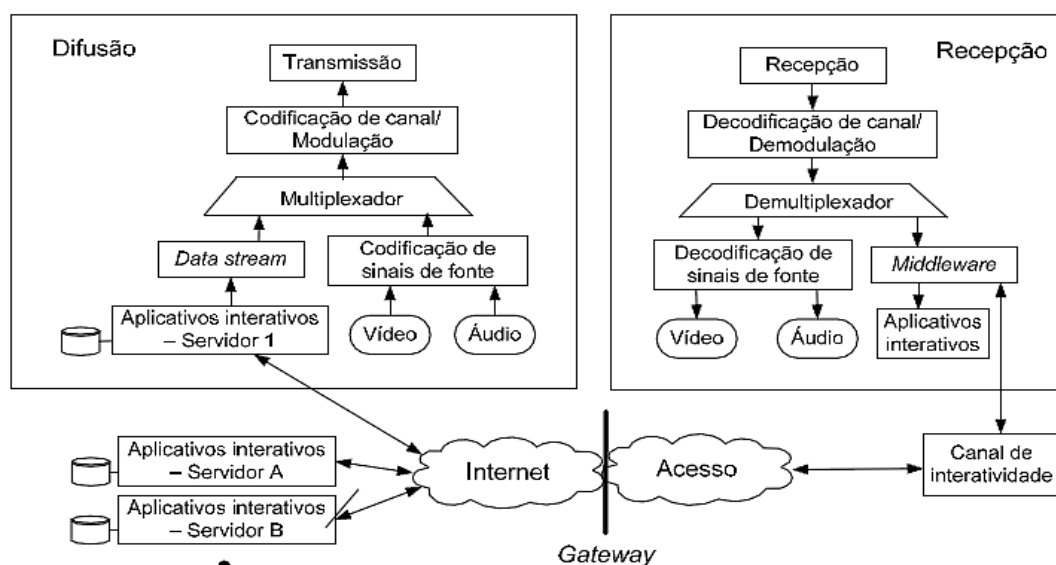 Difusão
Transmissão
Codificação de canal/
Modulação
Multiplexador
Data stream
Codificação de
sinais de fonte
Aplicativos interativos
– Servidor 1
Vídeo
Áudio
Recepção
Recepção
Decodificação de canal/
Demodulação
Demultiplexador
Decodificação de
sinais de fonte
Middleware
Vídeo
Áudio
Aplicativos
interativos
Aplicativos interativos
– Servidor A
Aplicativos interativos
– Servidor B
Internet
Acesso
Canal de
interatividade
Gateway